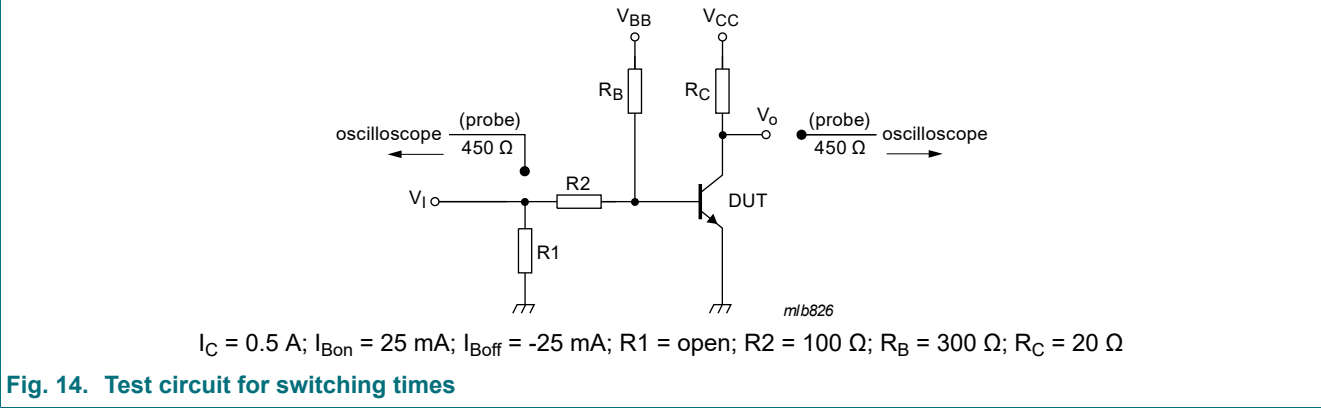 VBB
VCC
RB
RC
Vo
(probe)
oscilloscope
450 Ω
(probe)
oscilloscope
450 Ω
R2
VI
DUT
R1
mlb826
IC = 0.5 A; IBon = 25 mA; IBoff = -25 mA; R1 = open; R2 = 100 Ω; RB = 300 Ω; RC = 20 Ω
Fig. 14. Test circuit for switching times